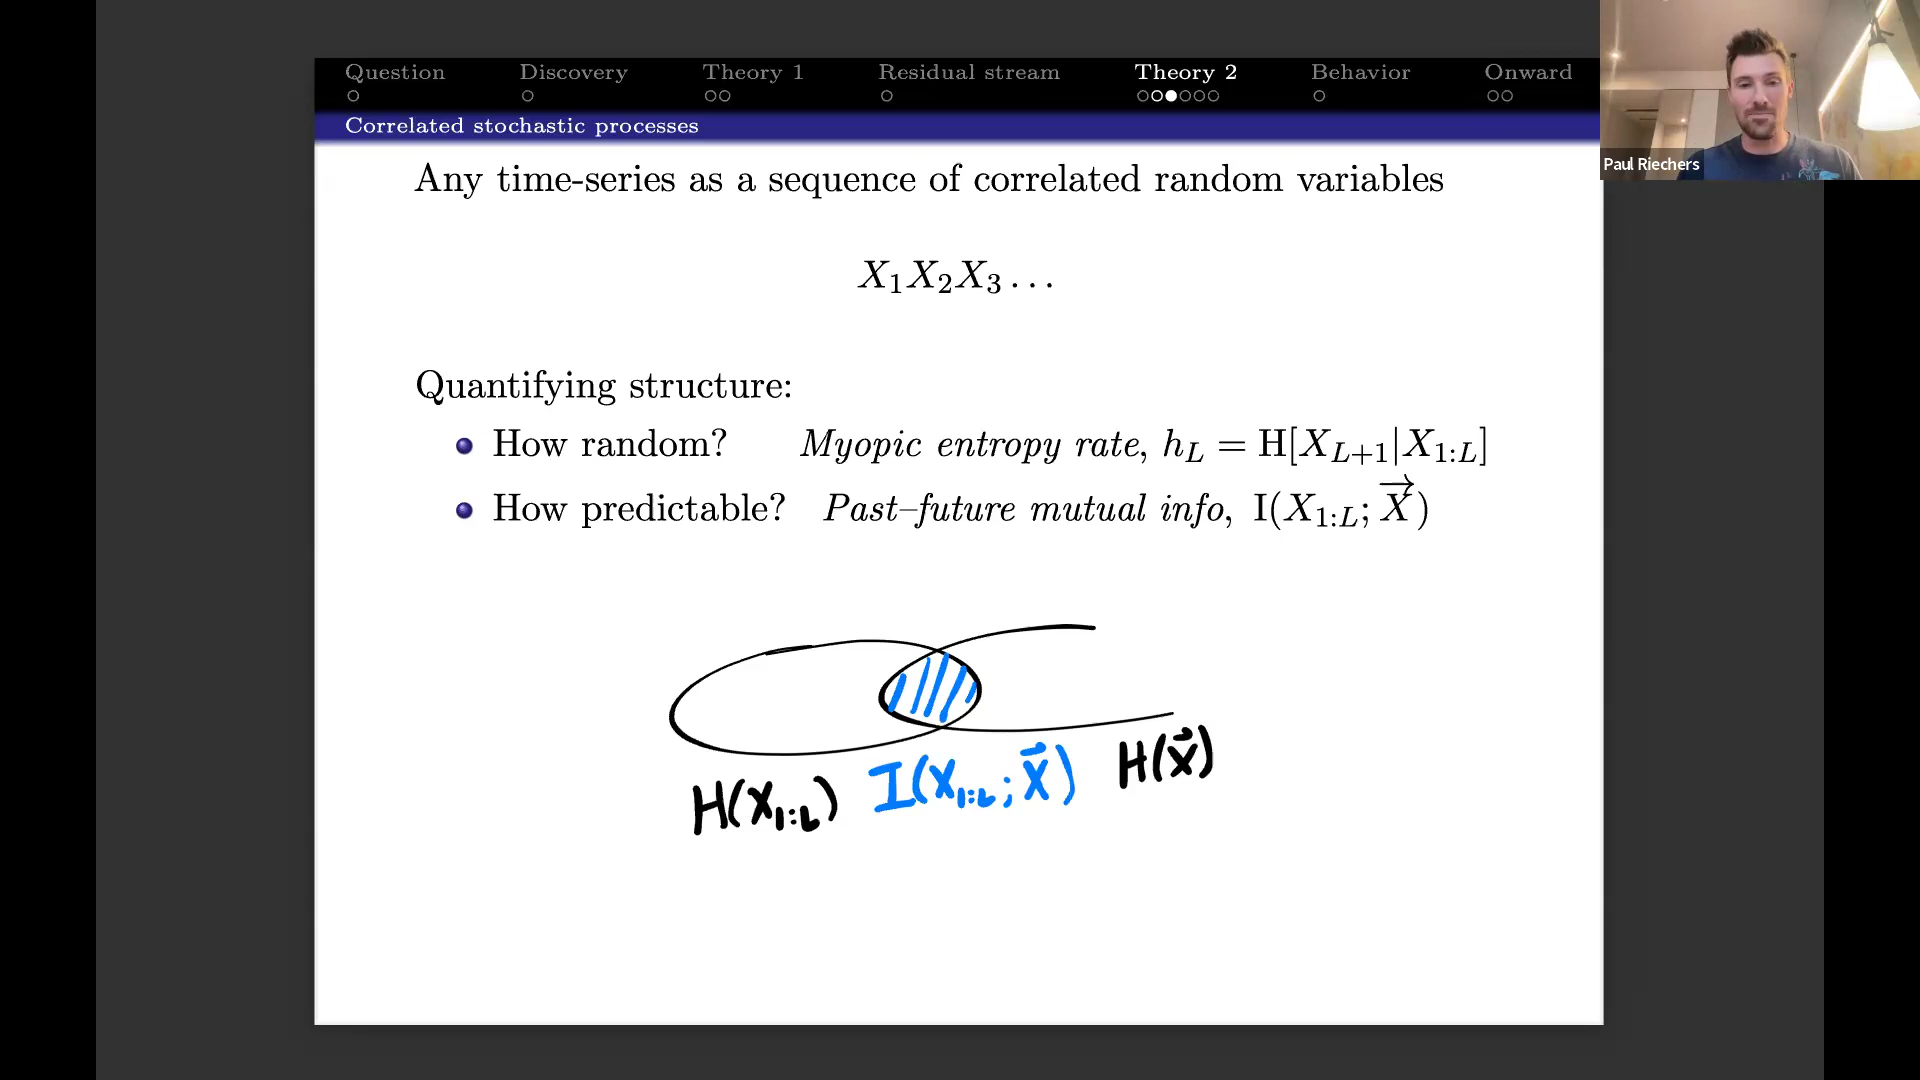 Question Discovery Theory 1 Residual stream Theory 2 Behavior Onward
Correlated stochastic processes
Paul Riechers
Any time-series as a sequence of correlated random variables
X₁X₂X₃...
Quantifying structure:
How random? Myopic entropy rate, h_L = H[X_{L+1}|X_{1:L}]
How predictable? Past–future mutual info, I(X_{1:L}; X⃗)
H(X_{1:L}) I(X_{1:L}; X⃗) H(X⃗)